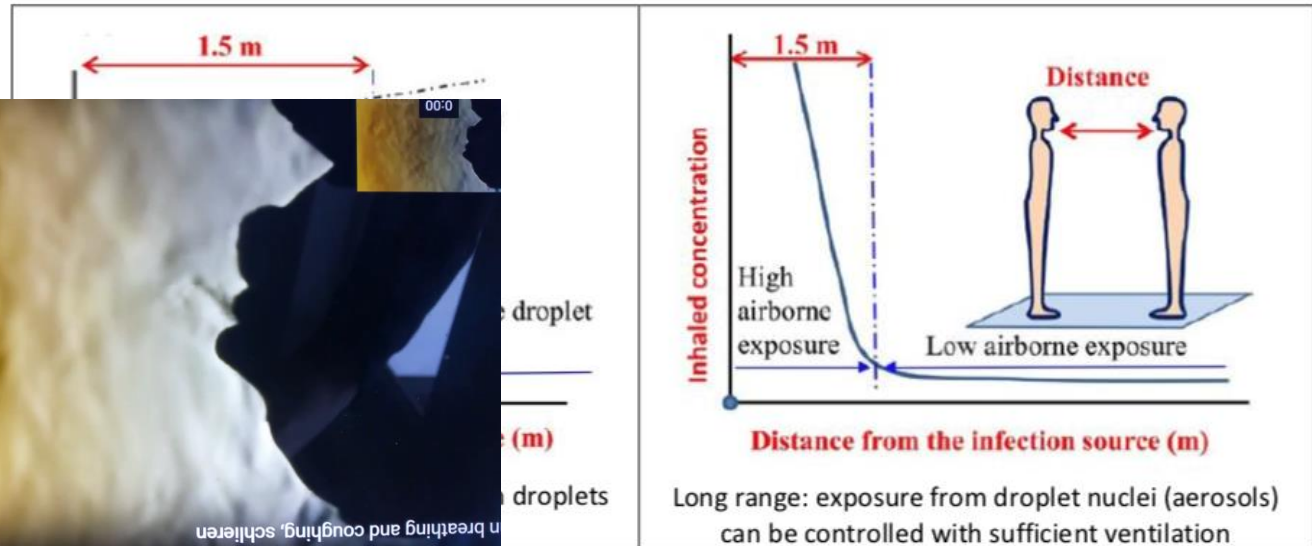 1.5 m
droplet
(m)
droplets
00:00
breathing and coughing, schlieren
1.5 m
Distance
Inhaled concentration
High
airborne
exposure
Low airborne exposure
Distance from the infection source (m)
Long range: exposure from droplet nuclei (aerosols)
can be controlled with sufficient ventilation